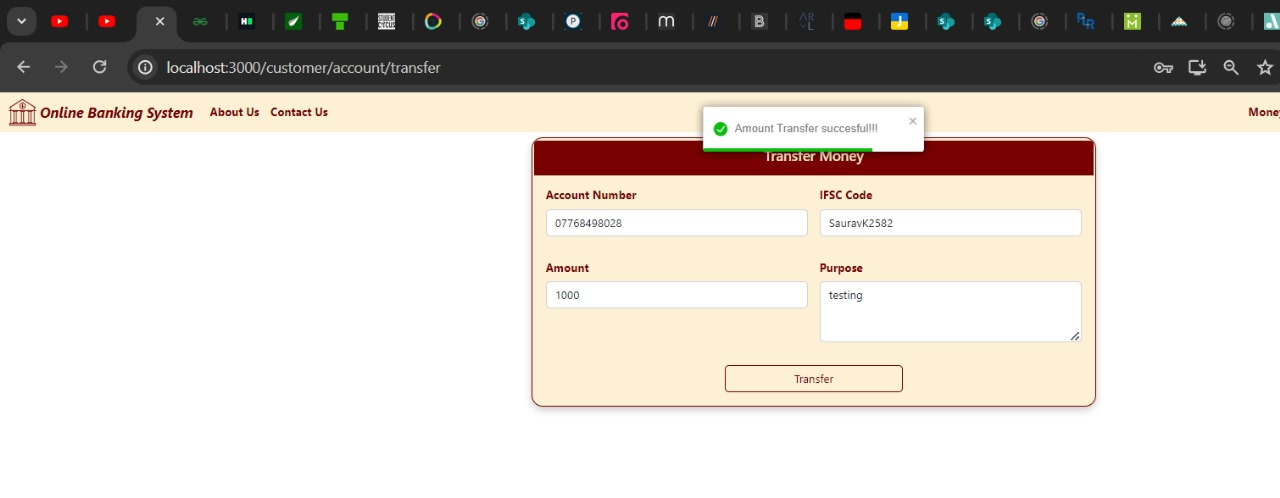 localhost:3000/customer/account/transfer
Online Banking System About Us Contact Us
Amount Transfer succesful!!!
Transfer Money
Account Number IFSC Code
07768498028 SauravK2582
Amount Purpose
1000 testing
Transfer